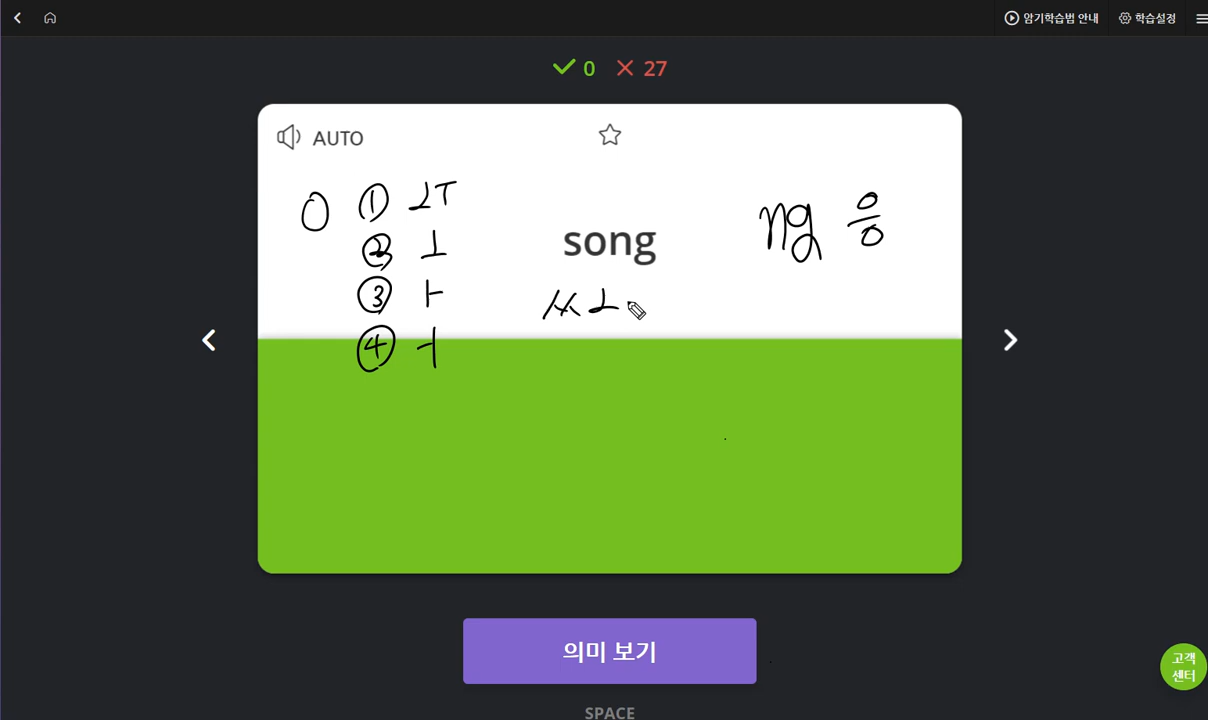 암기학습법 안내 학습설정
0 27
AUTO
O ① ㅗㅜ
② ㅗ
③ ㅏ
④ ㅓ
song
ㅆㅗ
ng 응
의미 보기
SPACE
고객
센터